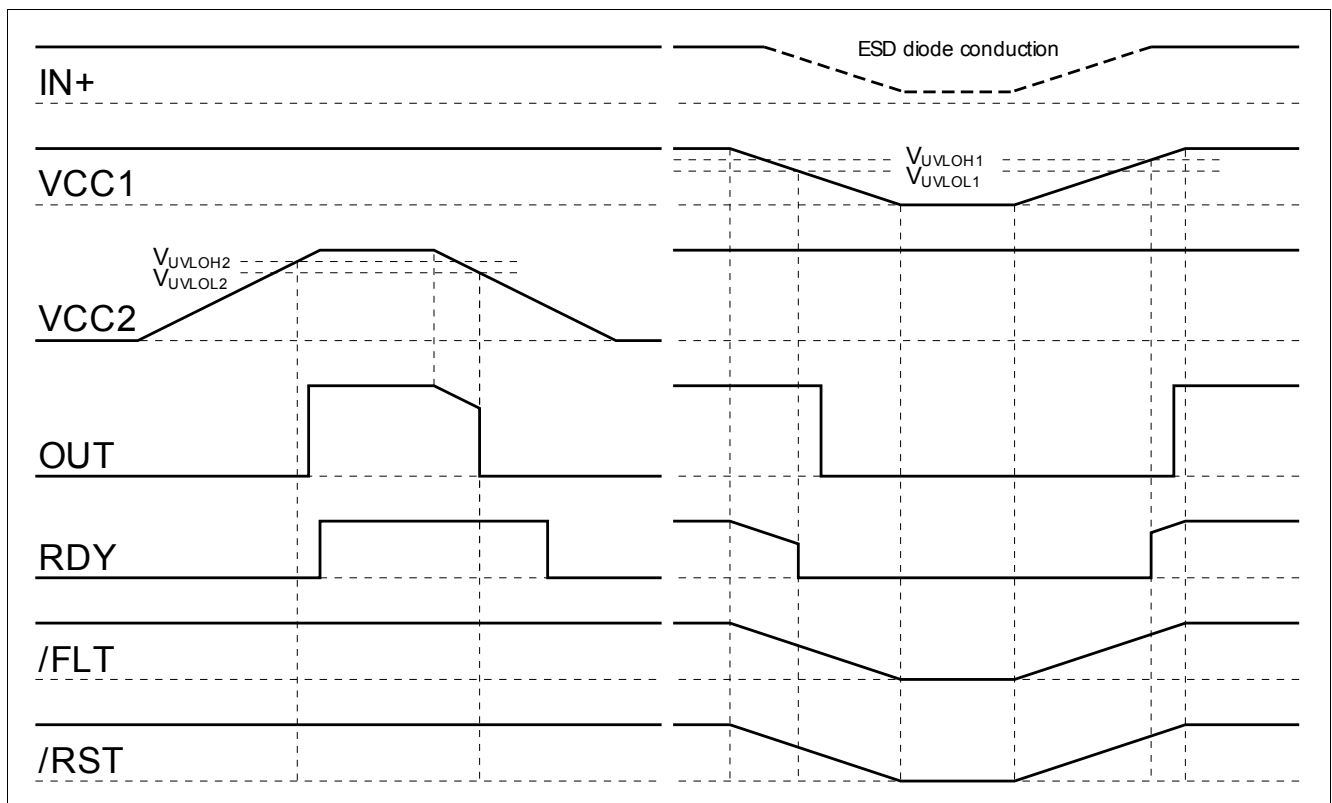 ESD diode conduction
IN+
VUVLOH1
VUVLOL1
VCC1
VUVLOH2
VUVLOL2
VCC2
OUT
RDY
/FLT
/RST